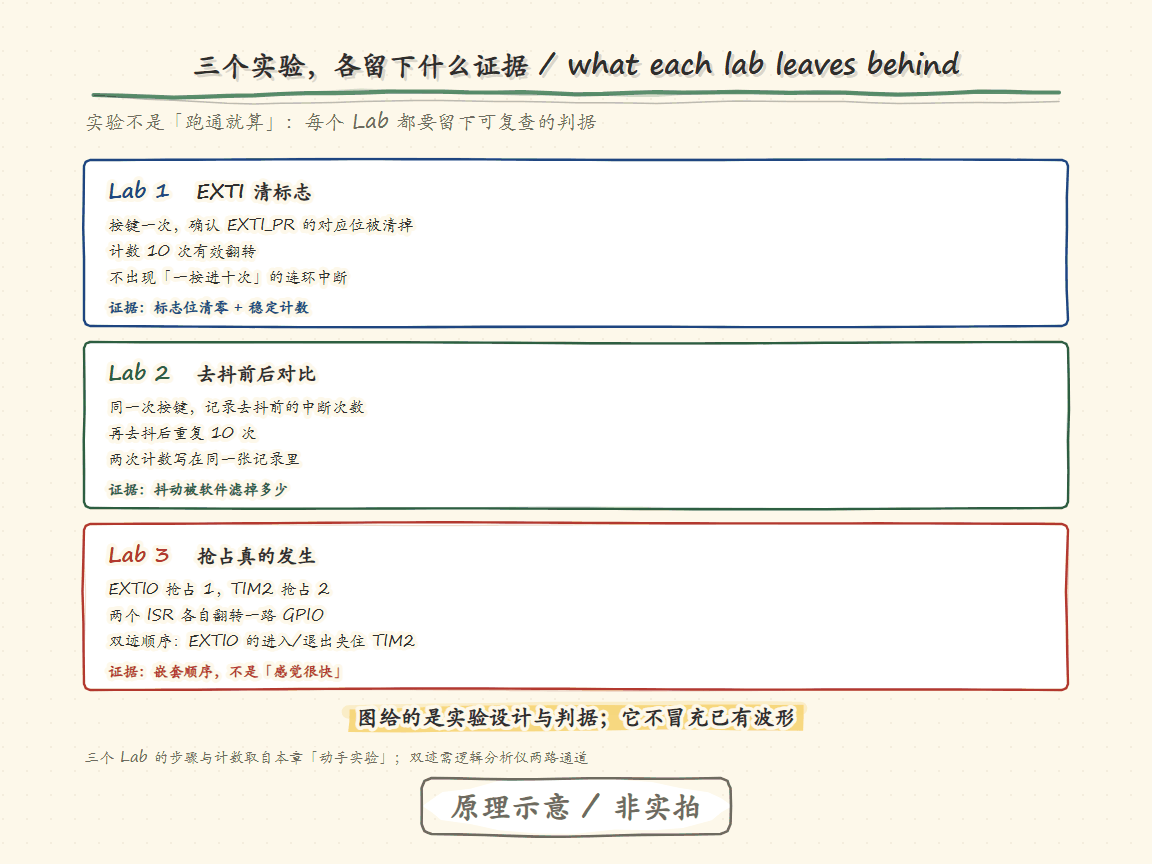 三个实验，各留下什么证据 / what each lab leaves behind
实验不是「跑通就算」：每个 Lab 都要留下可复查的判据
Lab 1 EXTI 清标志
按键一次，确认 EXTI_PR 的对应位被清掉
计数 10 次有效翻转
不出现「一按进十次」的连环中断
证据：标志位清零 + 稳定计数
Lab 2 去抖前后对比
同一次按键，记录去抖前的中断次数
再去抖后重复 10 次
两次计数写在同一张记录里
证据：抖动被软件滤掉多少
Lab 3 抢占真的发生
EXTI0 抢占 1，TIM2 抢占 2
两个 ISR 各自翻转一路 GPIO
双迹顺序：EXTI0 的进入/退出夹住 TIM2
证据：嵌套顺序，不是「感觉很快」
图给的是实验设计与判据；它不冒充已有波形
三个 Lab 的步骤与计数取自本章「动手实验」；双迹需逻辑分析仪两路通道
原理示意 / 非实拍